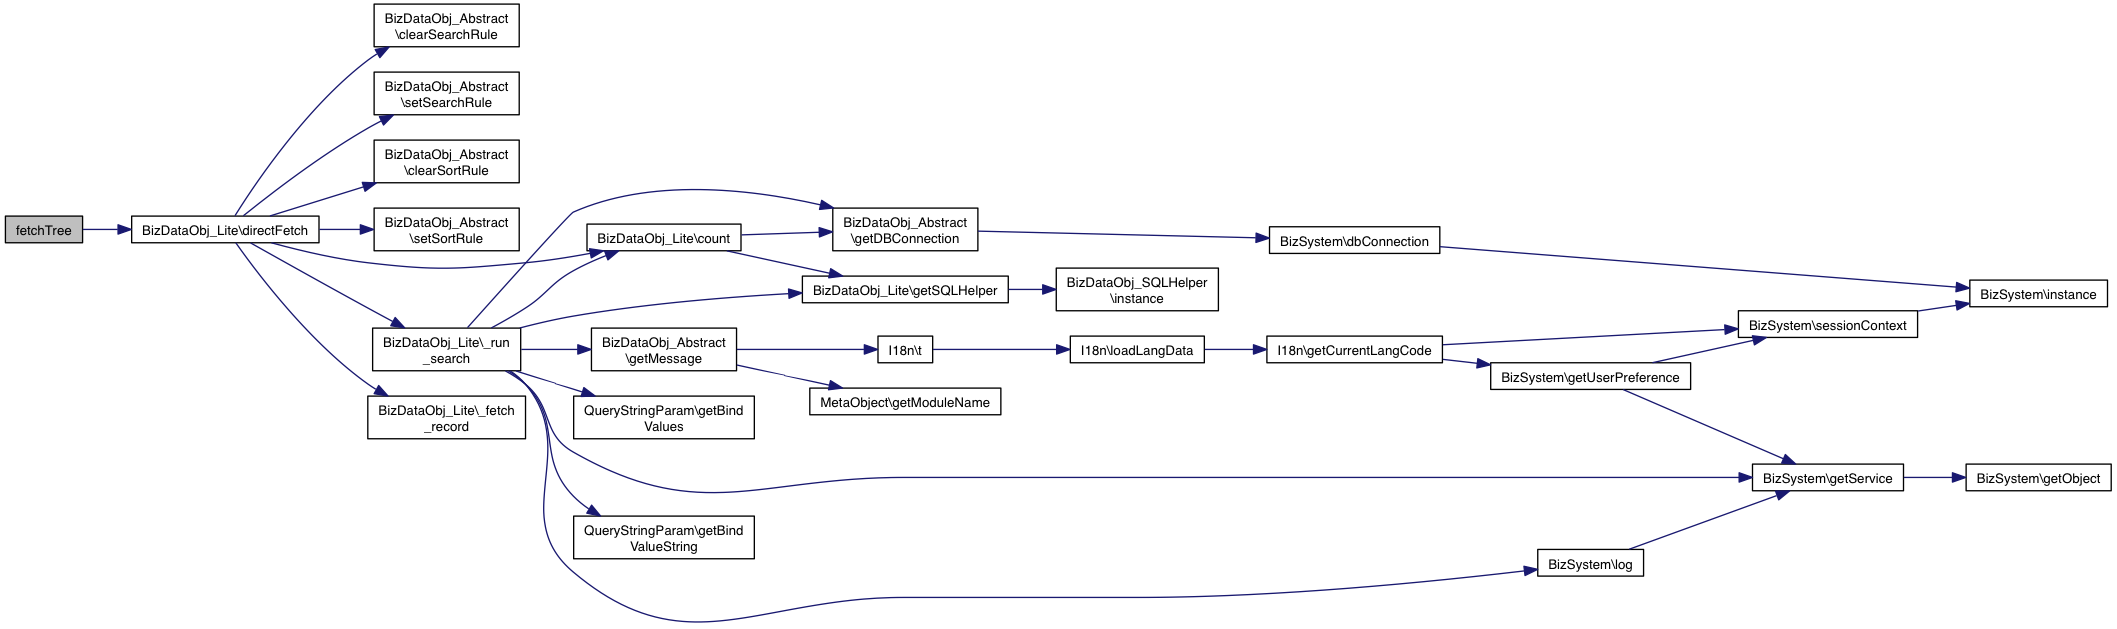 fetchTree
BizDataObj_Lite\directFetch
BizDataObj_Abstract
\clearSearchRule
BizDataObj_Abstract
\setSearchRule
BizDataObj_Abstract
\clearSortRule
BizDataObj_Abstract
\setSortRule
BizDataObj_Lite\count
BizDataObj_Lite\_run
_search
BizDataObj_Lite\_fetch
_record
BizDataObj_Abstract
\getDBConnection
BizDataObj_Lite\getSQLHelper
BizDataObj_Abstract
\getMessage
QueryStringParam\getBind
Values
QueryStringParam\getBind
ValueString
BizDataObj_SQLHelper
\instance
I18n\t
MetaObject\getModuleName
I18n\loadLangData
BizSystem\dbConnection
I18n\getCurrentLangCode
BizSystem\getUserPreference
BizSystem\log
BizSystem\sessionContext
BizSystem\getService
BizSystem\instance
BizSystem\getObject